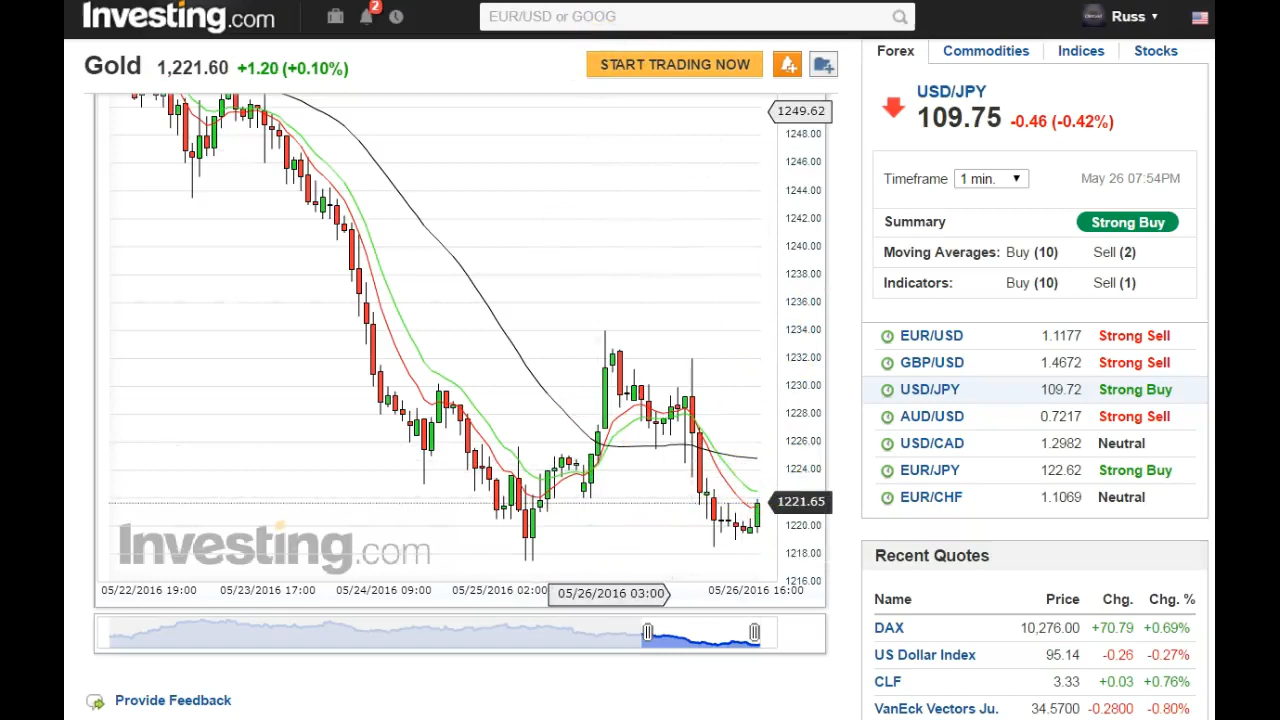 Investing.com
2
EUR/USD or GOOG
Russ
Gold 1,221.60 +1.20 (+0.10%)
START TRADING NOW
1249.62
1248.00
1246.00
1244.00
1242.00
1240.00
1238.00
1236.00
1234.00
1232.00
1230.00
1228.00
1226.00
1224.00
1221.65
1220.00
1218.00
1216.00
Investing.com
05/22/2016 19:00 05/23/2016 17:00 05/24/2016 09:00 05/25/2016 02:00 05/26/2016 03:00 05/26/2016 16:00
Provide Feedback
Forex Commodities Indices Stocks
USD/JPY
109.75 -0.46 (-0.42%)
Timeframe 1 min. May 26 07:54PM
Summary Strong Buy
Moving Averages: Buy (10) Sell (2)
Indicators: Buy (10) Sell (1)
EUR/USD 1.1177 Strong Sell
GBP/USD 1.4672 Strong Sell
USD/JPY 109.72 Strong Buy
AUD/USD 0.7217 Strong Sell
USD/CAD 1.2982 Neutral
EUR/JPY 122.62 Strong Buy
EUR/CHF 1.1069 Neutral
Recent Quotes
Name Price Chg. Chg. %
DAX 10,276.00 +70.79 +0.69%
US Dollar Index 95.14 -0.26 -0.27%
CLF 3.33 +0.03 +0.76%
VanEck Vectors Ju. 34.5700 -0.2800 -0.80%